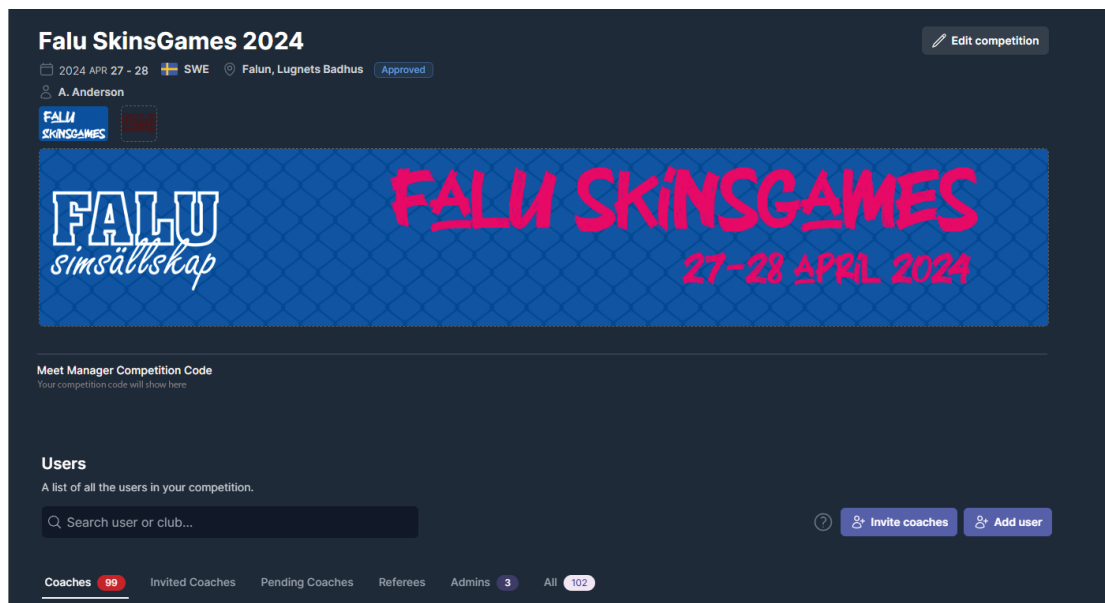 Falu SkinsGames 2024
Edit competition
2024 APR 27 - 28 SWE Falun, Lugnets Badhus Approved
A. Anderson
FALU
SKINSGAMES
FALU
simsällskap
FALU SKINSGAMES
27-28 APRIL 2024
Meet Manager Competition Code
Your competition code will show here
Users
A list of all the users in your competition.
Search user or club...
? Invite coaches Add user
Coaches 99 Invited Coaches Pending Coaches Referees Admins 3 All 102